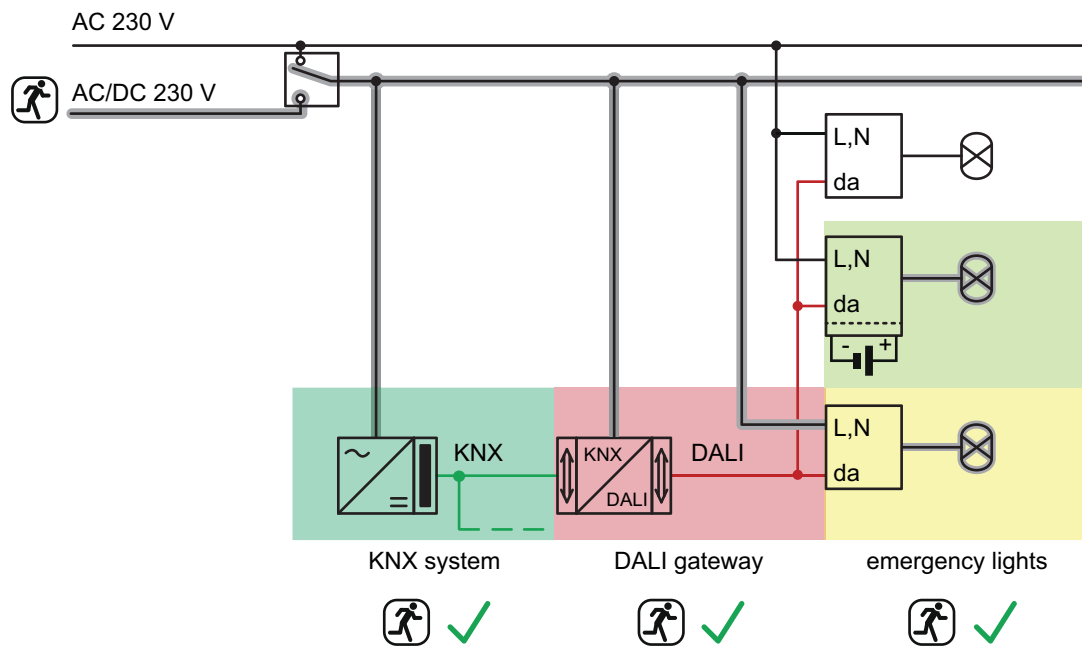 AC 230 V
AC/DC 230 V
L,N
da
L,N
da
- +
L,N
da
KNX
KNX
DALI
DALI
KNX system
DALI gateway
emergency lights